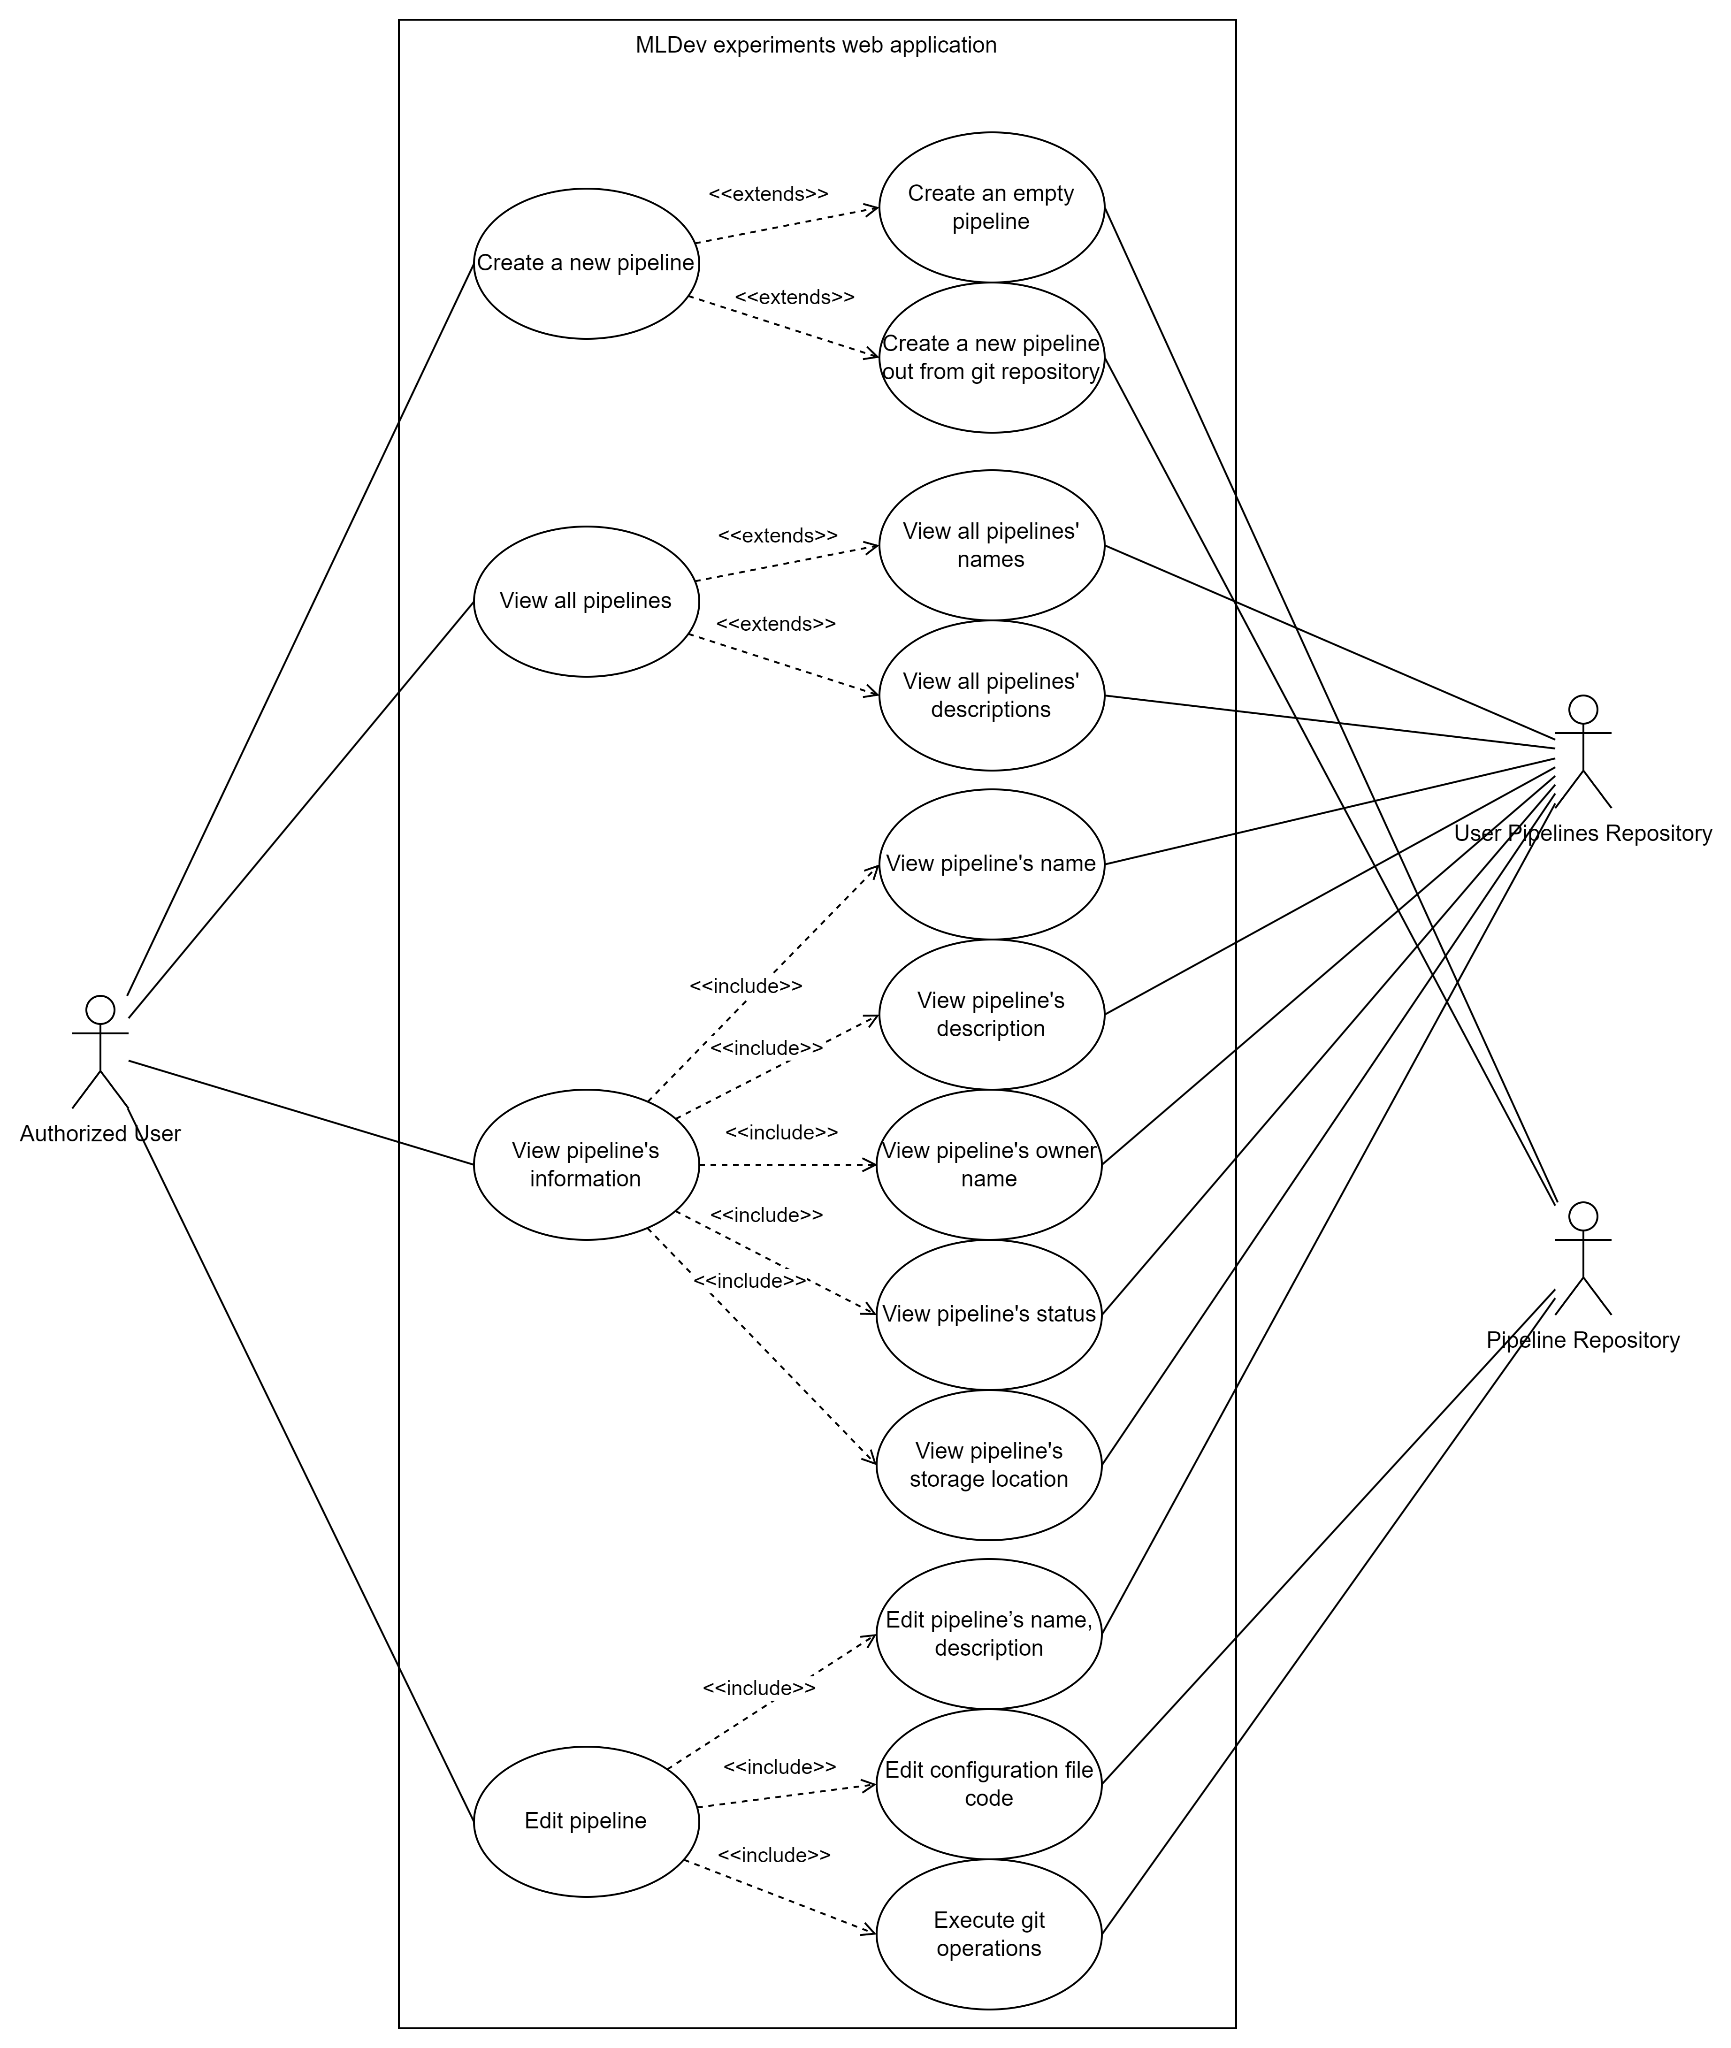 MLDev experiments web application
<<extends>>
Create an empty
pipeline
Create a new pipeline
<<extends>>
Create a new pipeline
out from git repository
<<extends>>
View all pipelines'
names
View all pipelines
<<extends>>
View all pipelines'
descriptions
User Pipelines Repository
View pipeline's name
<<include>>
View pipeline's
description
<<include>>
Authorized User
<<include>>
View pipeline's
information
View pipeline's owner
name
<<include>>
<<include>>
View pipeline's status
Pipeline Repository
View pipeline's
storage location
Edit pipeline’s name,
description
<<include>>
<<include>>
Edit configuration file
code
Edit pipeline
<<include>>
Execute git
operations